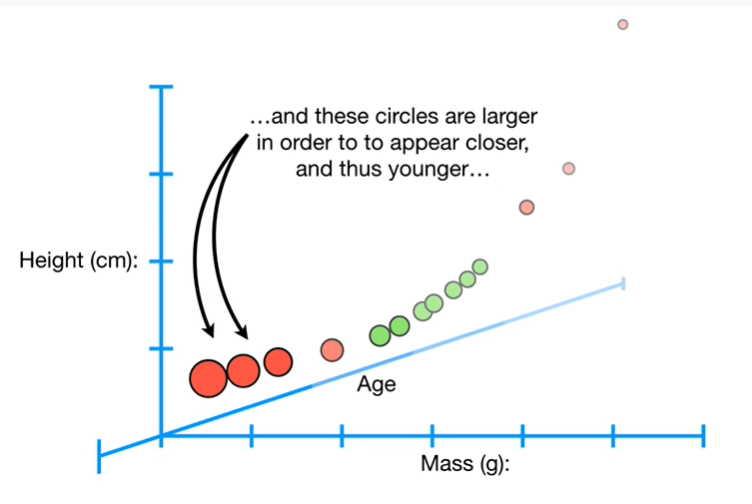 ...and these circles are larger
in order to to appear closer,
and thus younger...
Height (cm):
Age
Mass (g):